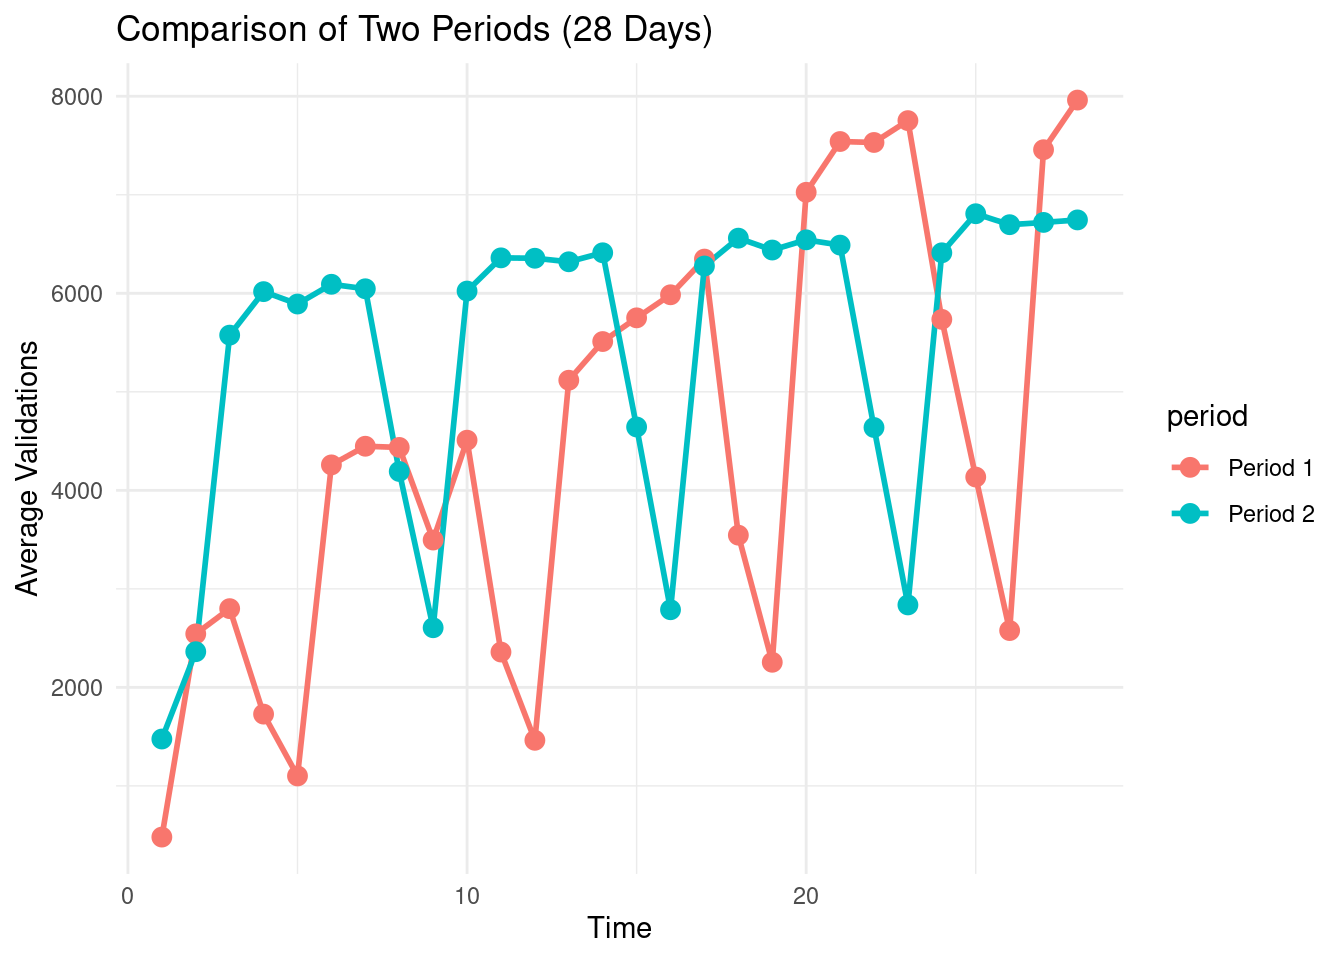 Comparison of Two Periods (28 Days)
8000
6000
4000
2000
Average Validations
0
10
20
Time
period
Period 1
Period 2